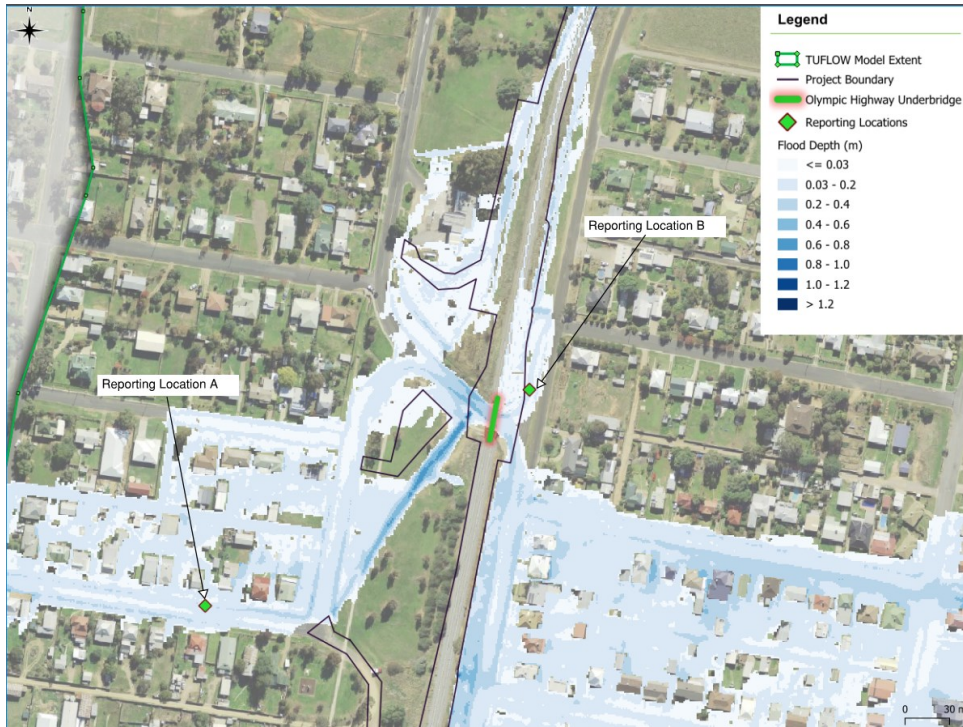 N
Legend
TUFLOW Model Extent
Project Boundary
Olympic Highway Underbridge
Reporting Locations
Flood Depth (m)
<= 0.03
0.03 - 0.2
0.2 - 0.4
0.4 - 0.6
0.6 - 0.8
0.8 - 1.0
1.0 - 1.2
> 1.2
Reporting Location B
Reporting Location A
0 30 m